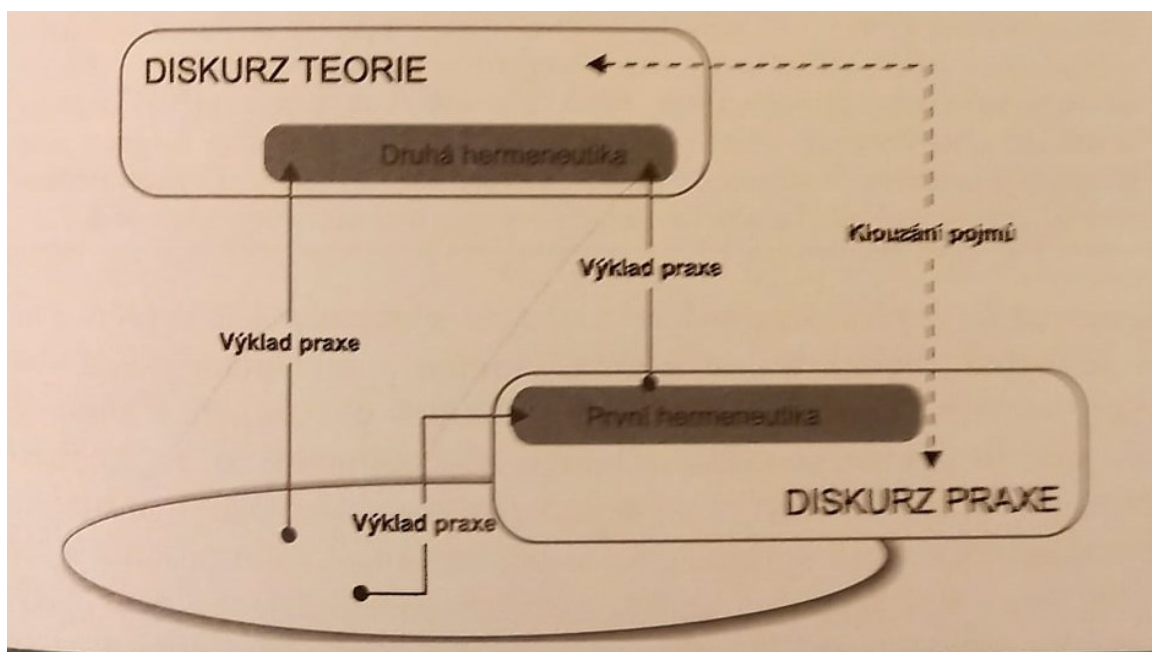 DISKURZ TEORIE
Druhá hermeneutika
Klouzání pojmů
Výklad praxe
Výklad praxe
První hermeneutika
DISKURZ PRAXE
Výklad praxe